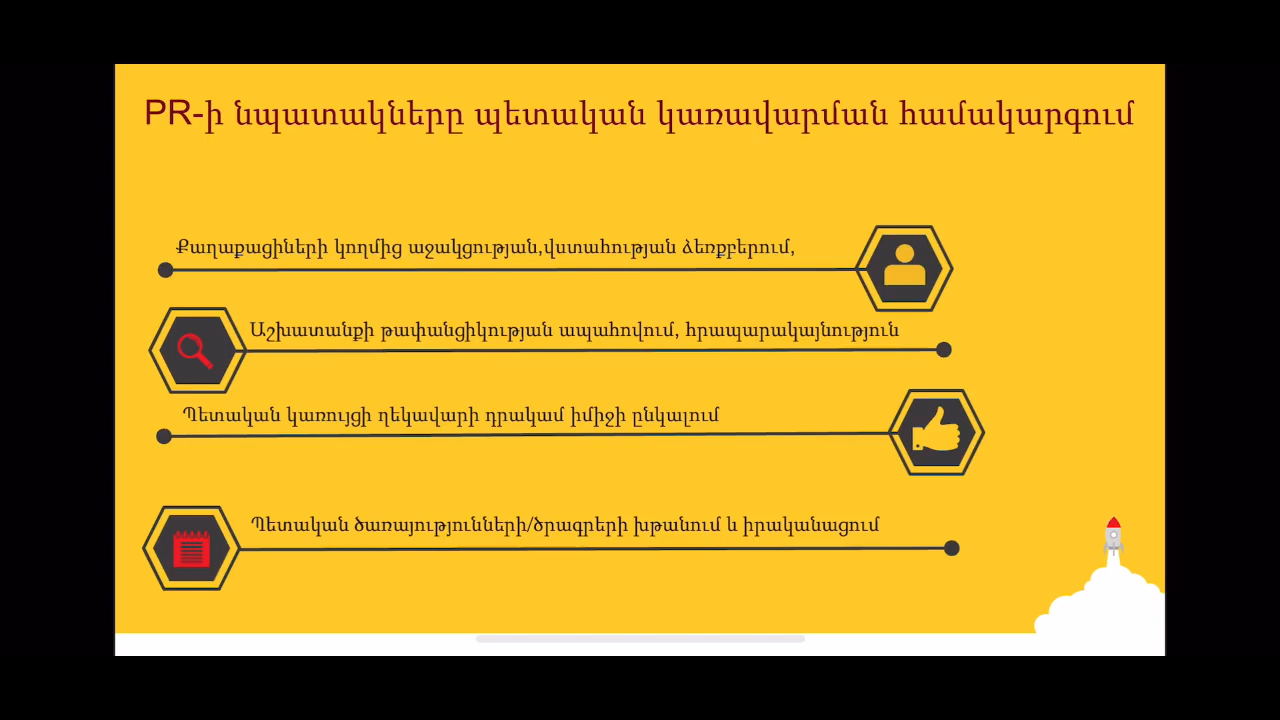 PR-ի նպատակները պետական կառավարման համակարգում
Քաղաքացիների կողմից աջակցության,վստահության ձեռքբերում,
Աշխատանքի թափանցիկության ապահովում, հրապարակայնություն
Պետական կառույցի ղեկավարի դրական իմիջի ընկալում
Պետական ծառայությունների/ծրագրերի խթանում և իրականացում